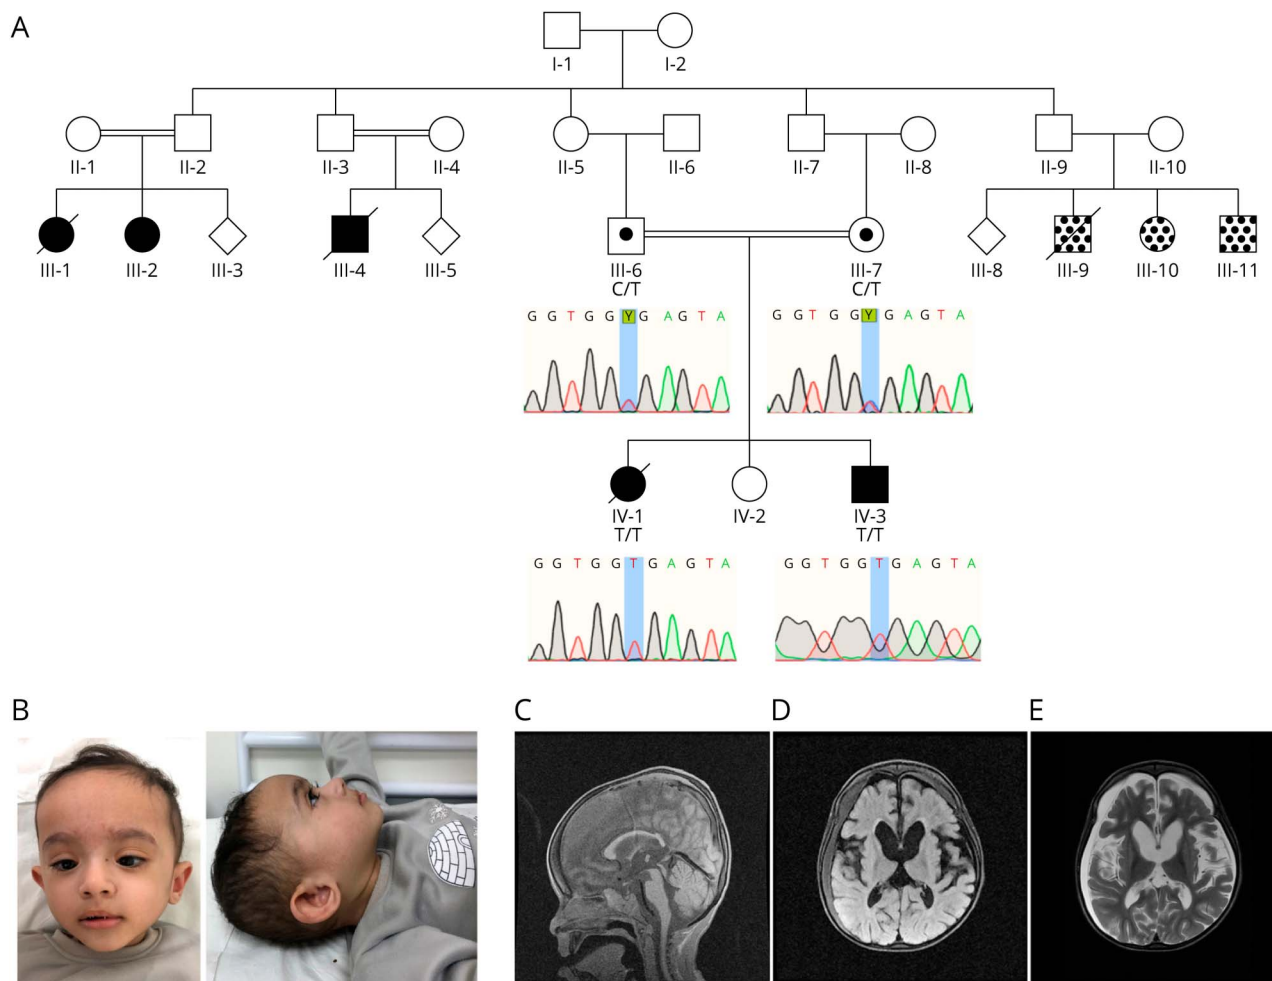 A
I-1 I-2
II-1 II-2 II-3 II-4 II-5 II-6 II-7 II-8 II-9 II-10
III-1 III-2 III-3 III-4 III-5 III-6 III-7 III-8 III-9 III-10 III-11
C/T C/T
G G T G G Y G A G T A G G T G G Y G A G T A
IV-1 IV-2 IV-3
T/T T/T
G G T G G T G A G T A G G T G G T G A G T A
B C D E